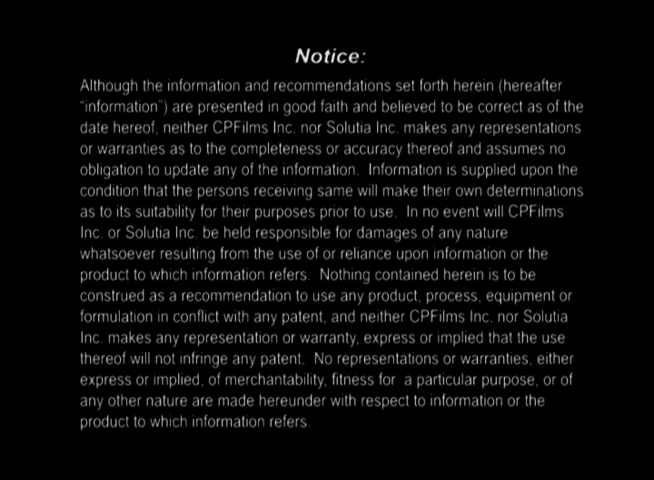 Notice:
Although the information and recommendations set forth herein (hereafter
"information") are presented in good faith and believed to be correct as of the
date hereof, neither CPFilms Inc. nor Solutia Inc. makes any representations
or warranties as to the completeness or accuracy thereof and assumes no
obligation to update any of the information.  Information is supplied upon the
condition that the persons receiving same will make their own determinations
as to its suitability for their purposes prior to use.  In no event will CPFilms
Inc. or Solutia Inc. be held responsible for damages of any nature
whatsoever resulting from the use of or reliance upon information or the
product to which information refers.  Nothing contained herein is to be
construed as a recommendation to use any product, process, equipment or
formulation in conflict with any patent, and neither CPFilms Inc. nor Solutia
Inc. makes any representation or warranty, express or implied that the use
thereof will not infringe any patent.  No representations or warranties, either
express or implied, of merchantability, fitness for  a particular purpose, or of
any other nature are made hereunder with respect to information or the
product to which information refers.